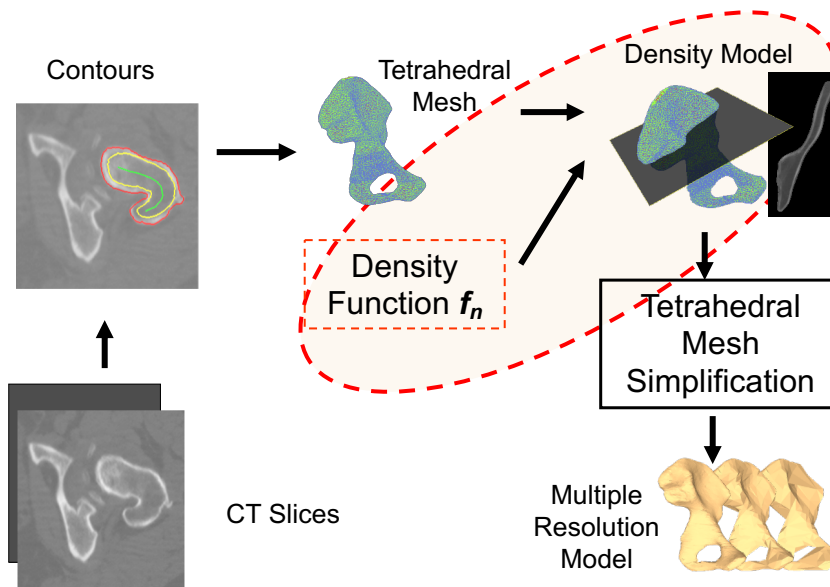 Contours
Tetrahedral
Mesh
Density Model
Density
Function fn
Tetrahedral
Mesh
Simplification
CT Slices
Multiple
Resolution
Model